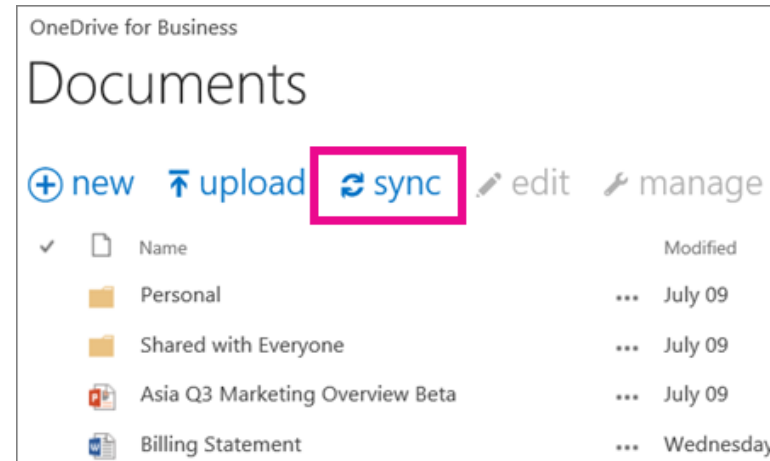 OneDrive for Business
Documents
new upload sync edit manage
Name Modified
Personal ... July 09
Shared with Everyone ... July 09
Asia Q3 Marketing Overview Beta ... July 09
Billing Statement ... Wednesday